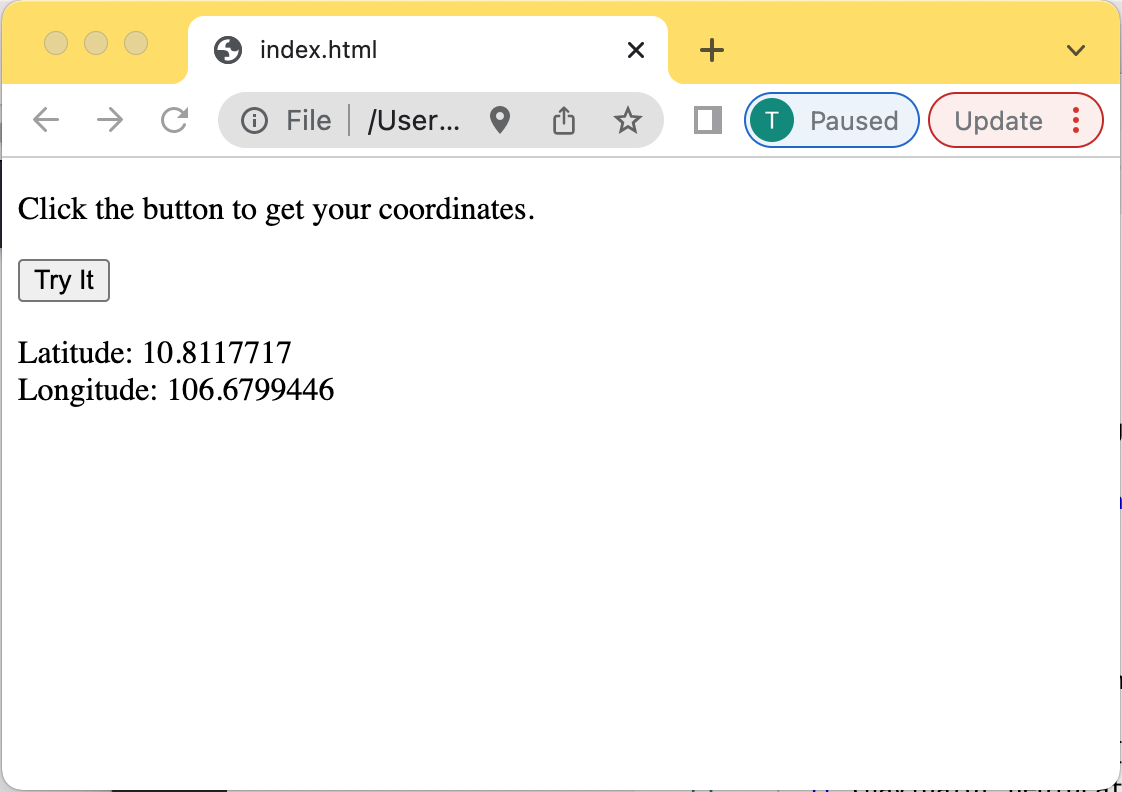 index.html
File /User... T Paused Update
Click the button to get your coordinates.
Try It
Latitude: 10.8117717
Longitude: 106.6799446